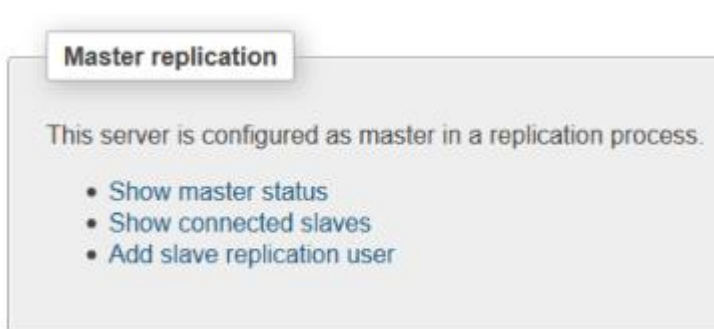 Master replication
This server is configured as master in a replication process.
Show master status
Show connected slaves
Add slave replication user